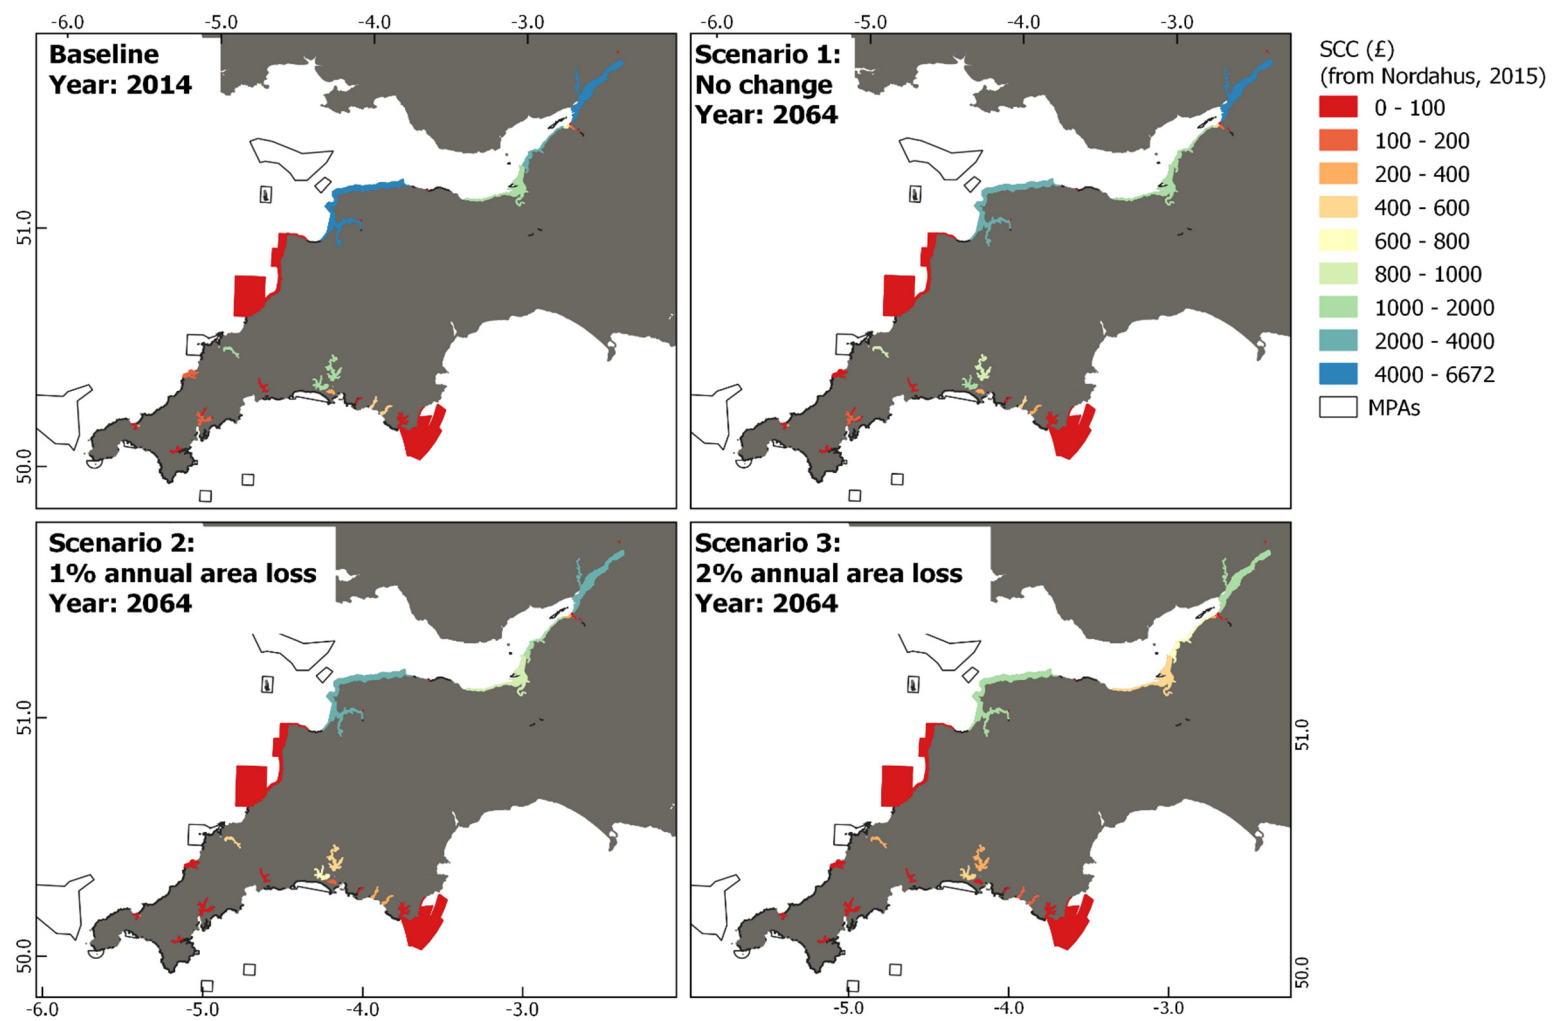 -6.0 -5.0 -4.0 -3.0
-6.0 -5.0 -4.0 -3.0
Baseline
Year: 2014
Scenario 1:
No change
Year: 2064
SCC (£)
(from Nordahus, 2015)
0 - 100
100 - 200
200 - 400
400 - 600
600 - 800
800 - 1000
1000 - 2000
2000 - 4000
4000 - 6672
MPAs
51.0
50.0
Scenario 2:
1% annual area loss
Year: 2064
Scenario 3:
2% annual area loss
Year: 2064
51.0
50.0
51.0
50.0
-6.0 -5.0 -4.0 -3.0
-5.0 -4.0 -3.0